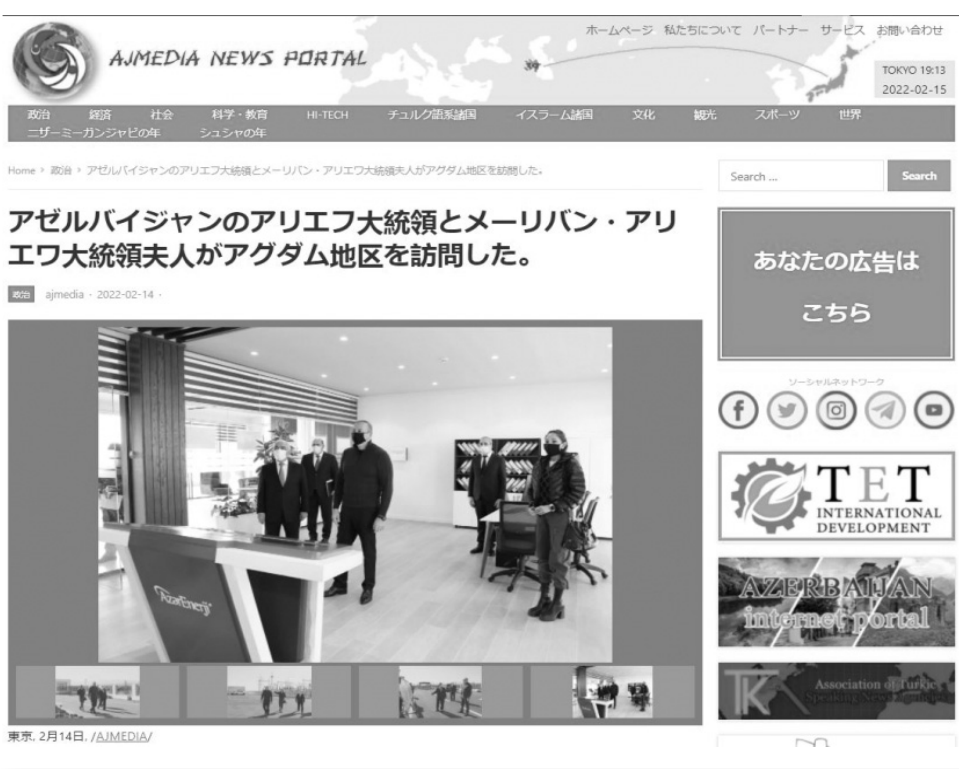 AJMEDIA NEWS PORTAL
ホームページ 私たちについて パートナー サービス お問い合わせ
TOKYO 19:13
2022-02-15
政治 経済 社会 科学・教育 HI-TECH チュルク語系諸国 イスラーム諸国 文化 観光 スポーツ 世界
ニザーミーガンジャビの年 シュシャの年
Home › 政治 › アゼルバイジャンのアリエフ大統領とメーリバン・アリエワ大統領夫人がアグダム地区を訪問した。
Search ...
Search
アゼルバイジャンのアリエフ大統領とメーリバン・アリ
エワ大統領夫人がアグダム地区を訪問した。
政治 ajmedia · 2022-02-14 ·
AzərEnerji
東京, 2月14日, /AJMEDIA/
あなたの広告は
こちら
ソーシャルネットワーク
TET
INTERNATIONAL
DEVELOPMENT
AZERBAIJAN
internet portal
TKA
Association of Turkic
Speaking News Agencies